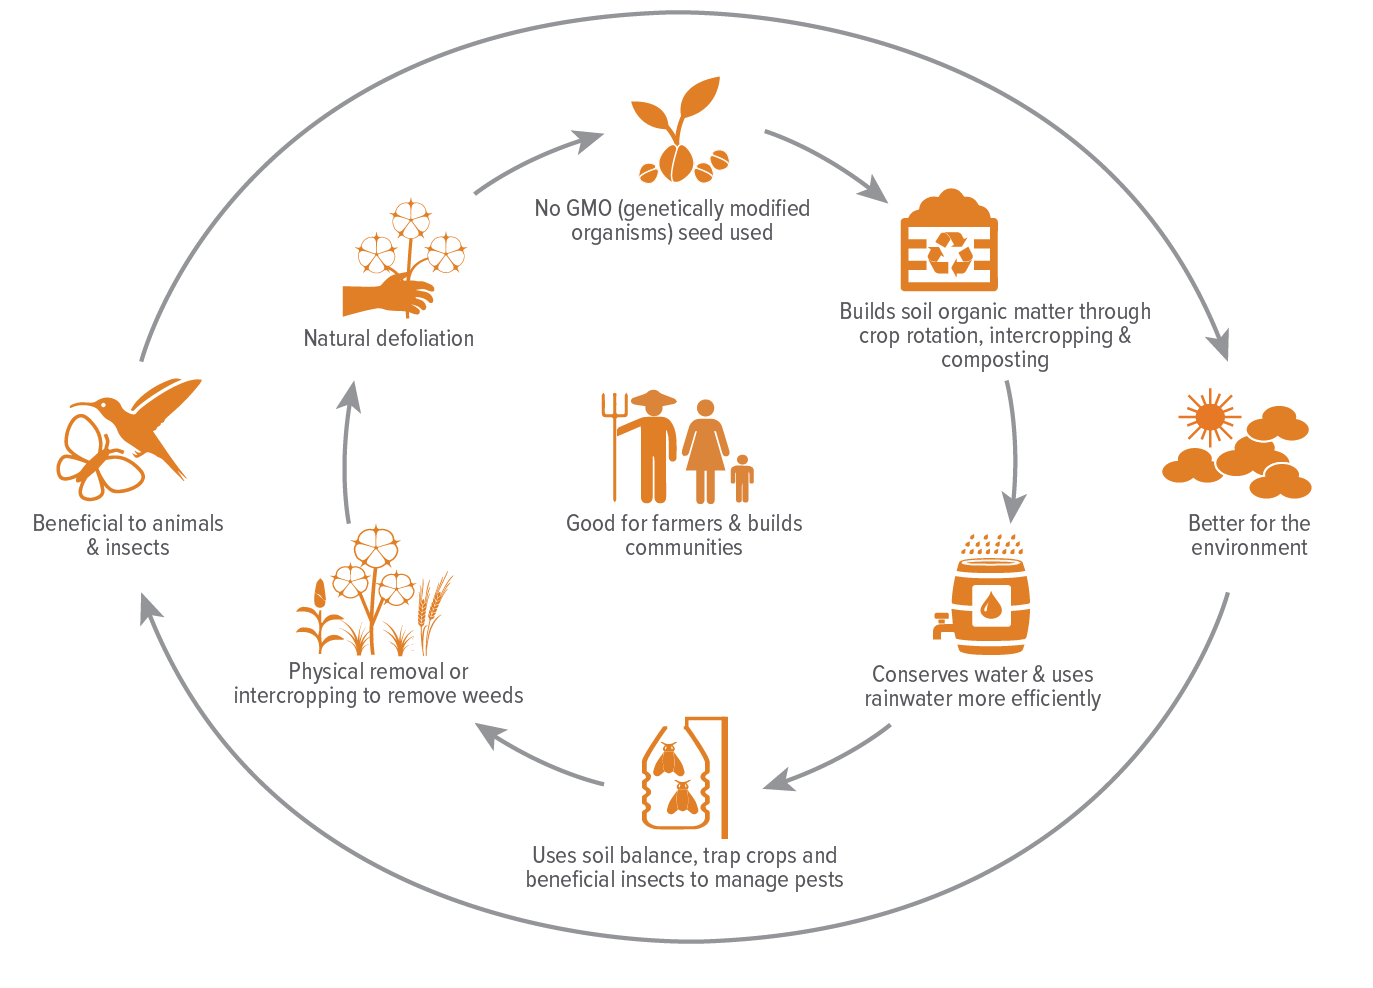 No GMO (genetically modified
organisms) seed used
Builds soil organic matter through
crop rotation, intercropping &
composting
Natural defoliation
Beneficial to animals
& insects
Good for farmers & builds
communities
Better for the
environment
Physical removal or
intercropping to remove weeds
Conserves water & uses
rainwater more efficiently
Uses soil balance, trap crops and
beneficial insects to manage pests